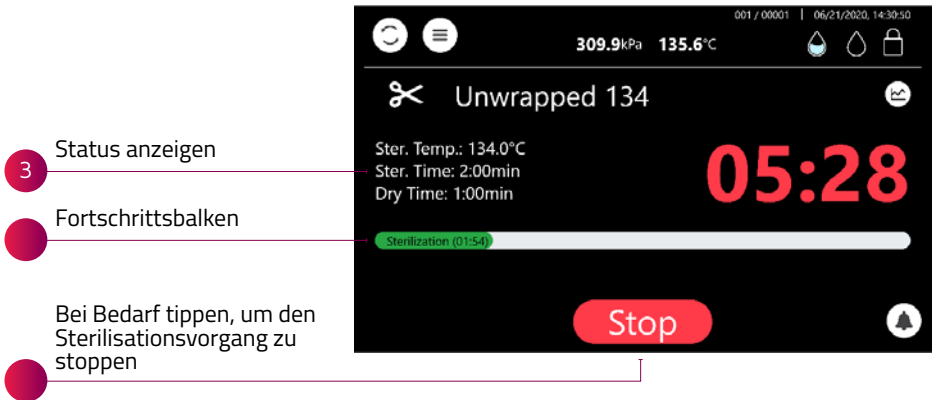 001 / 00001 | 06/21/2020, 14:30:50
309.9kPa 135.6°C
Unwrapped 134
3 Status anzeigen
Ster. Temp.: 134.0°C
Ster. Time: 2:00min
Dry Time: 1:00min
05:28
Fortschrittsbalken
Sterilization (01:54)
Bei Bedarf tippen, um den
Sterilisationsvorgang zu
stoppen
Stop